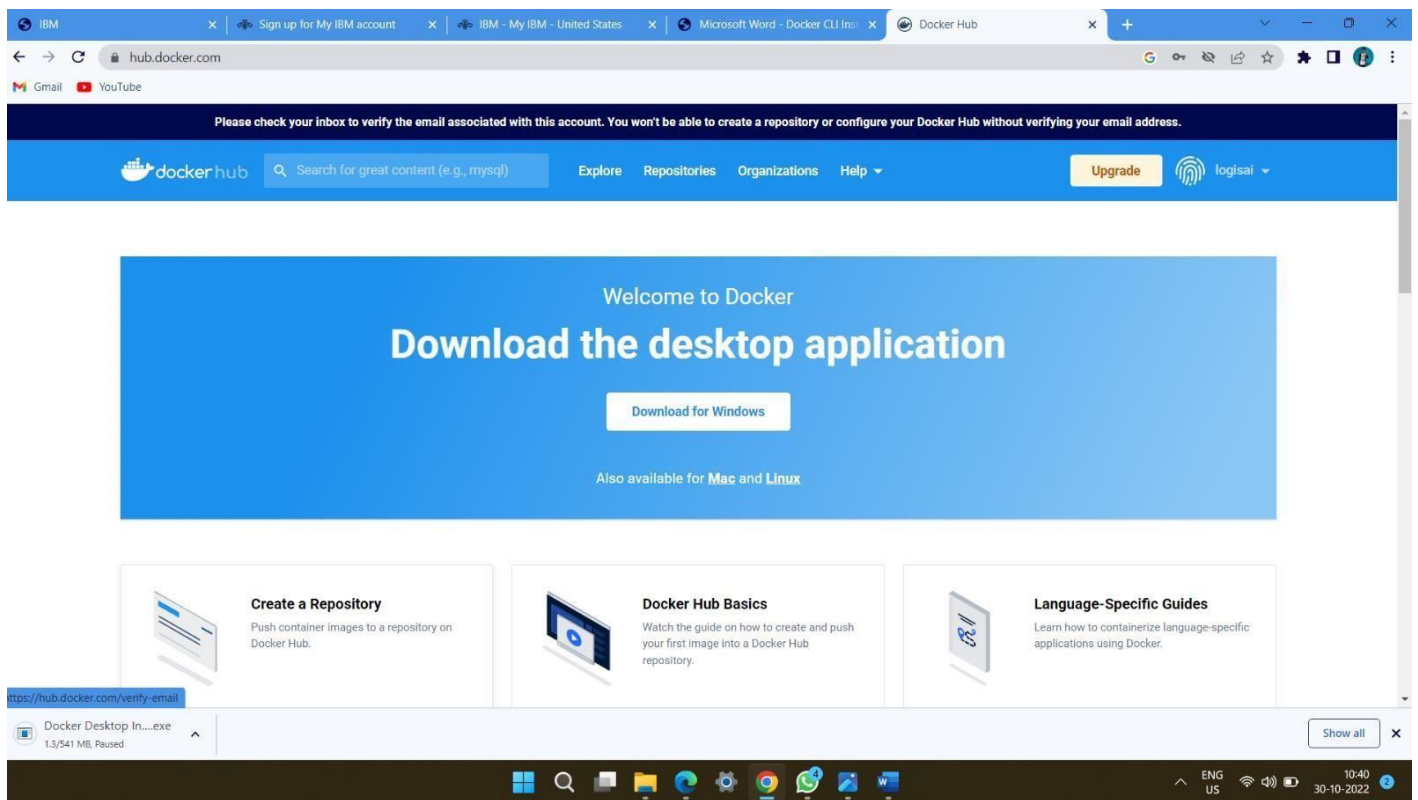 IBM
Sign up for My IBM account
IBM - My IBM - United States
Microsoft Word - Docker CLI Ins
Docker Hub
hub.docker.com
Gmail
YouTube
Please check your inbox to verify the email associated with this account. You won't be able to create a repository or configure your Docker Hub without verifying your email address.
docker hub
Search for great content (e.g., mysql)
Explore
Repositories
Organizations
Help
Upgrade
logisai
Welcome to Docker
Download the desktop application
Download for Windows
Also available for Mac and Linux
Create a Repository
Push container images to a repository on
Docker Hub.
Docker Hub Basics
Watch the guide on how to create and push
your first image into a Docker Hub
repository.
Language-Specific Guides
Learn how to containerize language-specific
applications using Docker.
ttps://hub.docker.com/verify-email
Docker Desktop In....exe
1.3/541 MB, Paused
Show all
4
ENG
US
10:40
30-10-2022
2